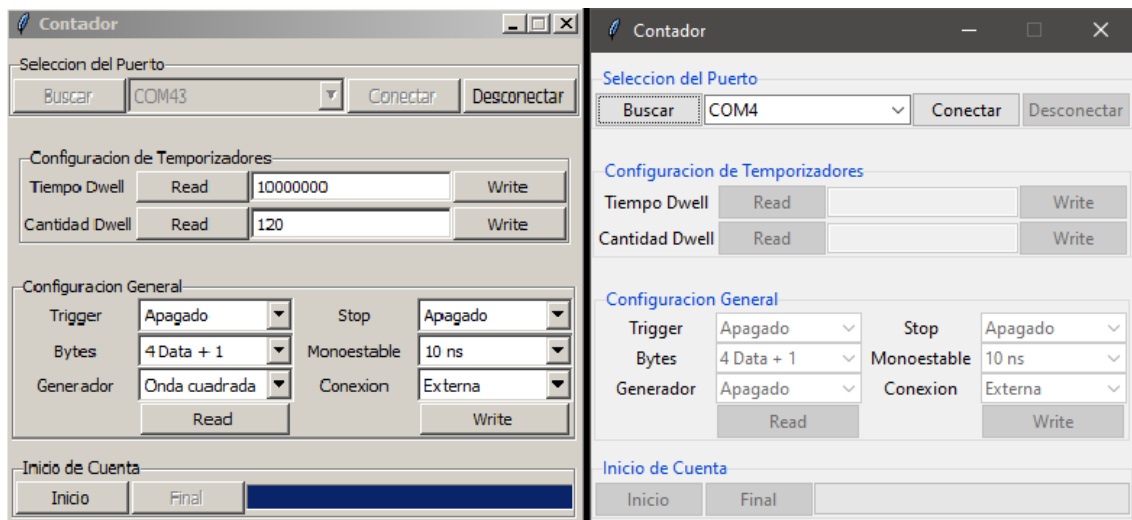 Contador
Seleccion del Puerto
Buscar COM43 Conectar Desconectar
Configuracion de Temporizadores
Tiempo Dwell Read 10000000 Write
Cantidad Dwell Read 120 Write
Configuracion General
Trigger Apagado Stop Apagado
Bytes 4 Data + 1 Monoestable 10 ns
Generador Onda cuadrada Conexion Externa
Read Write
Inicio de Cuenta
Inicio Final
Contador
Seleccion del Puerto
Buscar COM4 Conectar Desconectar
Configuracion de Temporizadores
Tiempo Dwell Read Write
Cantidad Dwell Read Write
Configuracion General
Trigger Apagado Stop Apagado
Bytes 4 Data + 1 Monoestable 10 ns
Generador Apagado Conexion Externa
Read Write
Inicio de Cuenta
Inicio Final